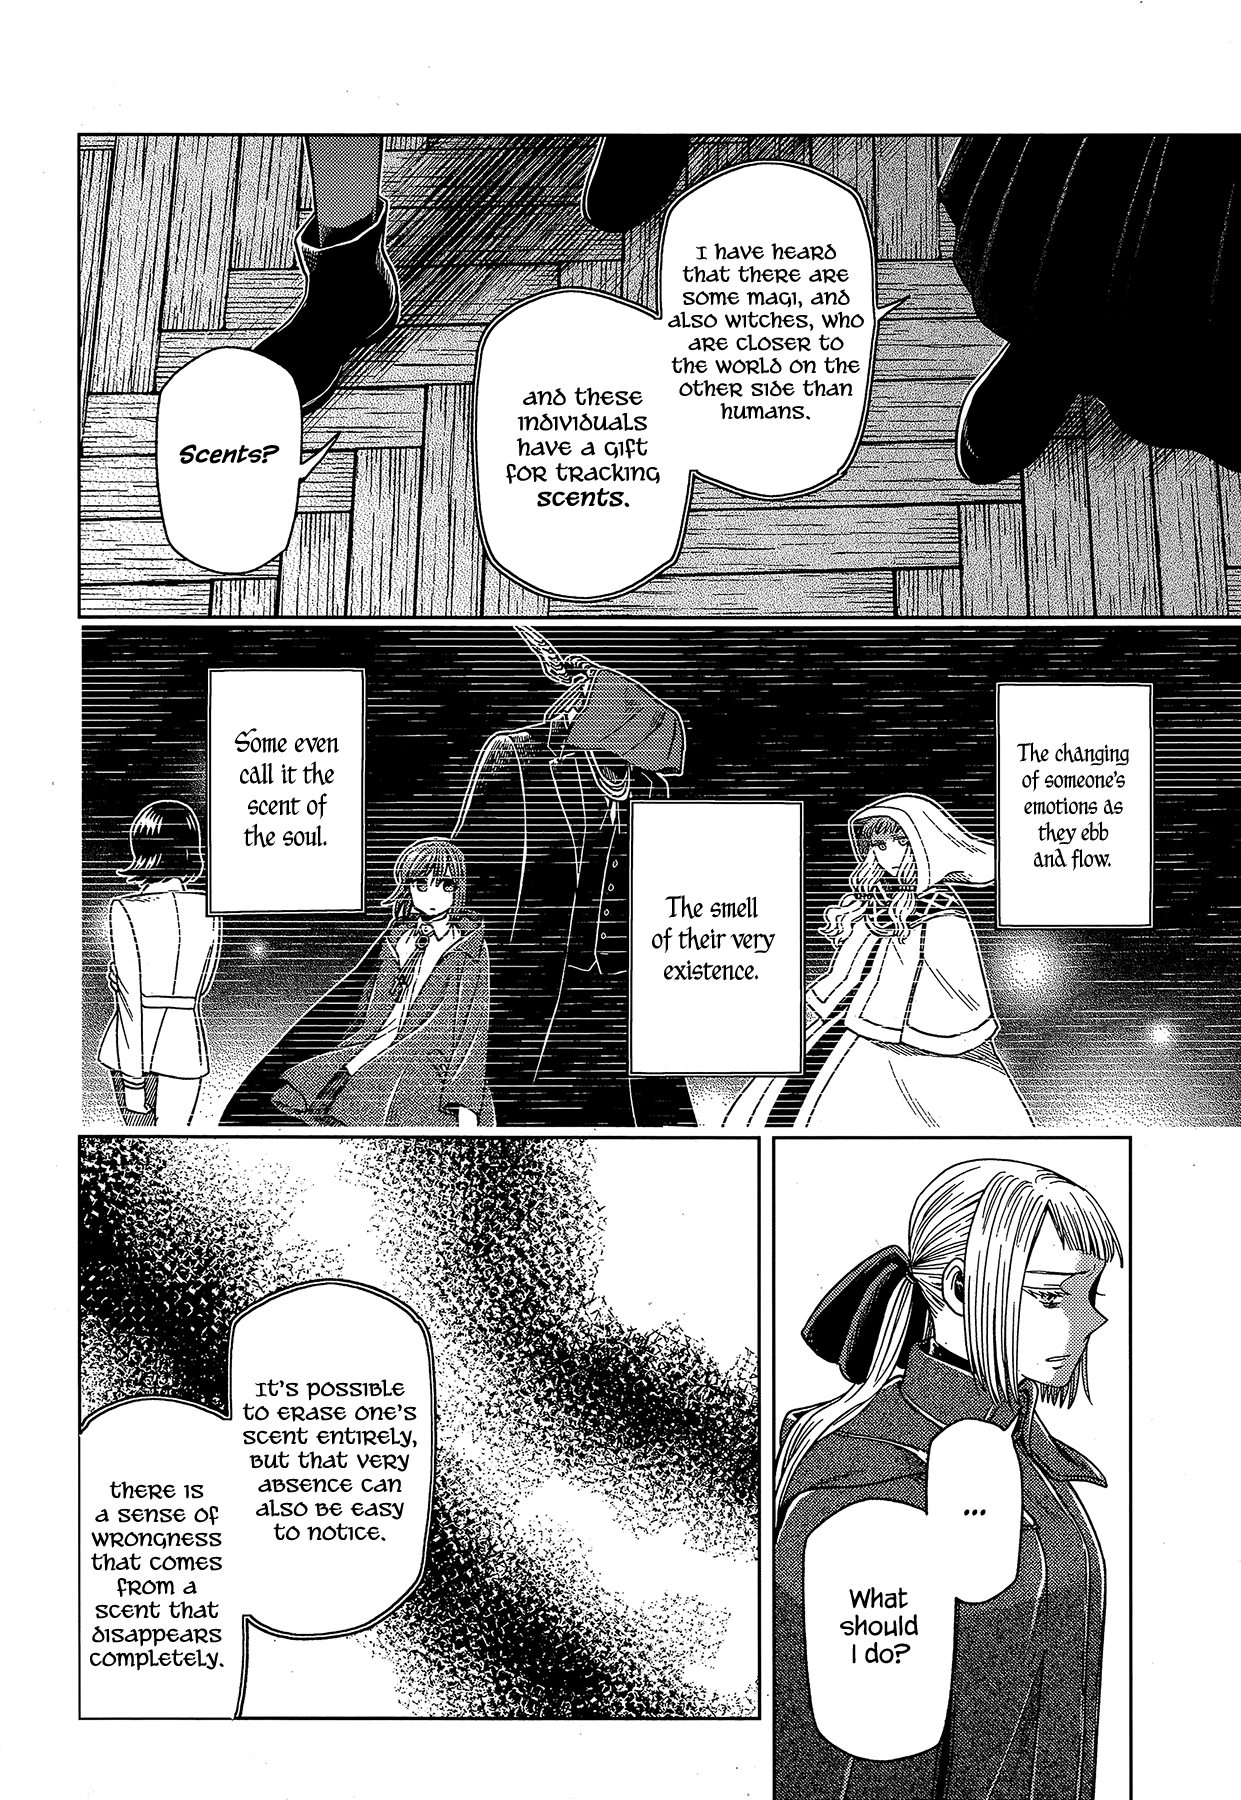 I have heard
that there are
some magi, and
also witches, who
are closer to
the world on the
other side than
humans.
and these
individuals
have a gift
for tracking
scents.
Scents?
The changing
of someone's
emotions as
they ebb
and flow.
The smell
of their very
existence.
Some even
call it the
scent of
the soul.
...
What
should
I do?
It's possible
to erase one's
scent entirely,
but that very
absence can
also be easy
to notice.
there is
a sense of
wrongness
that comes
from a
scent that
disappears
completely.